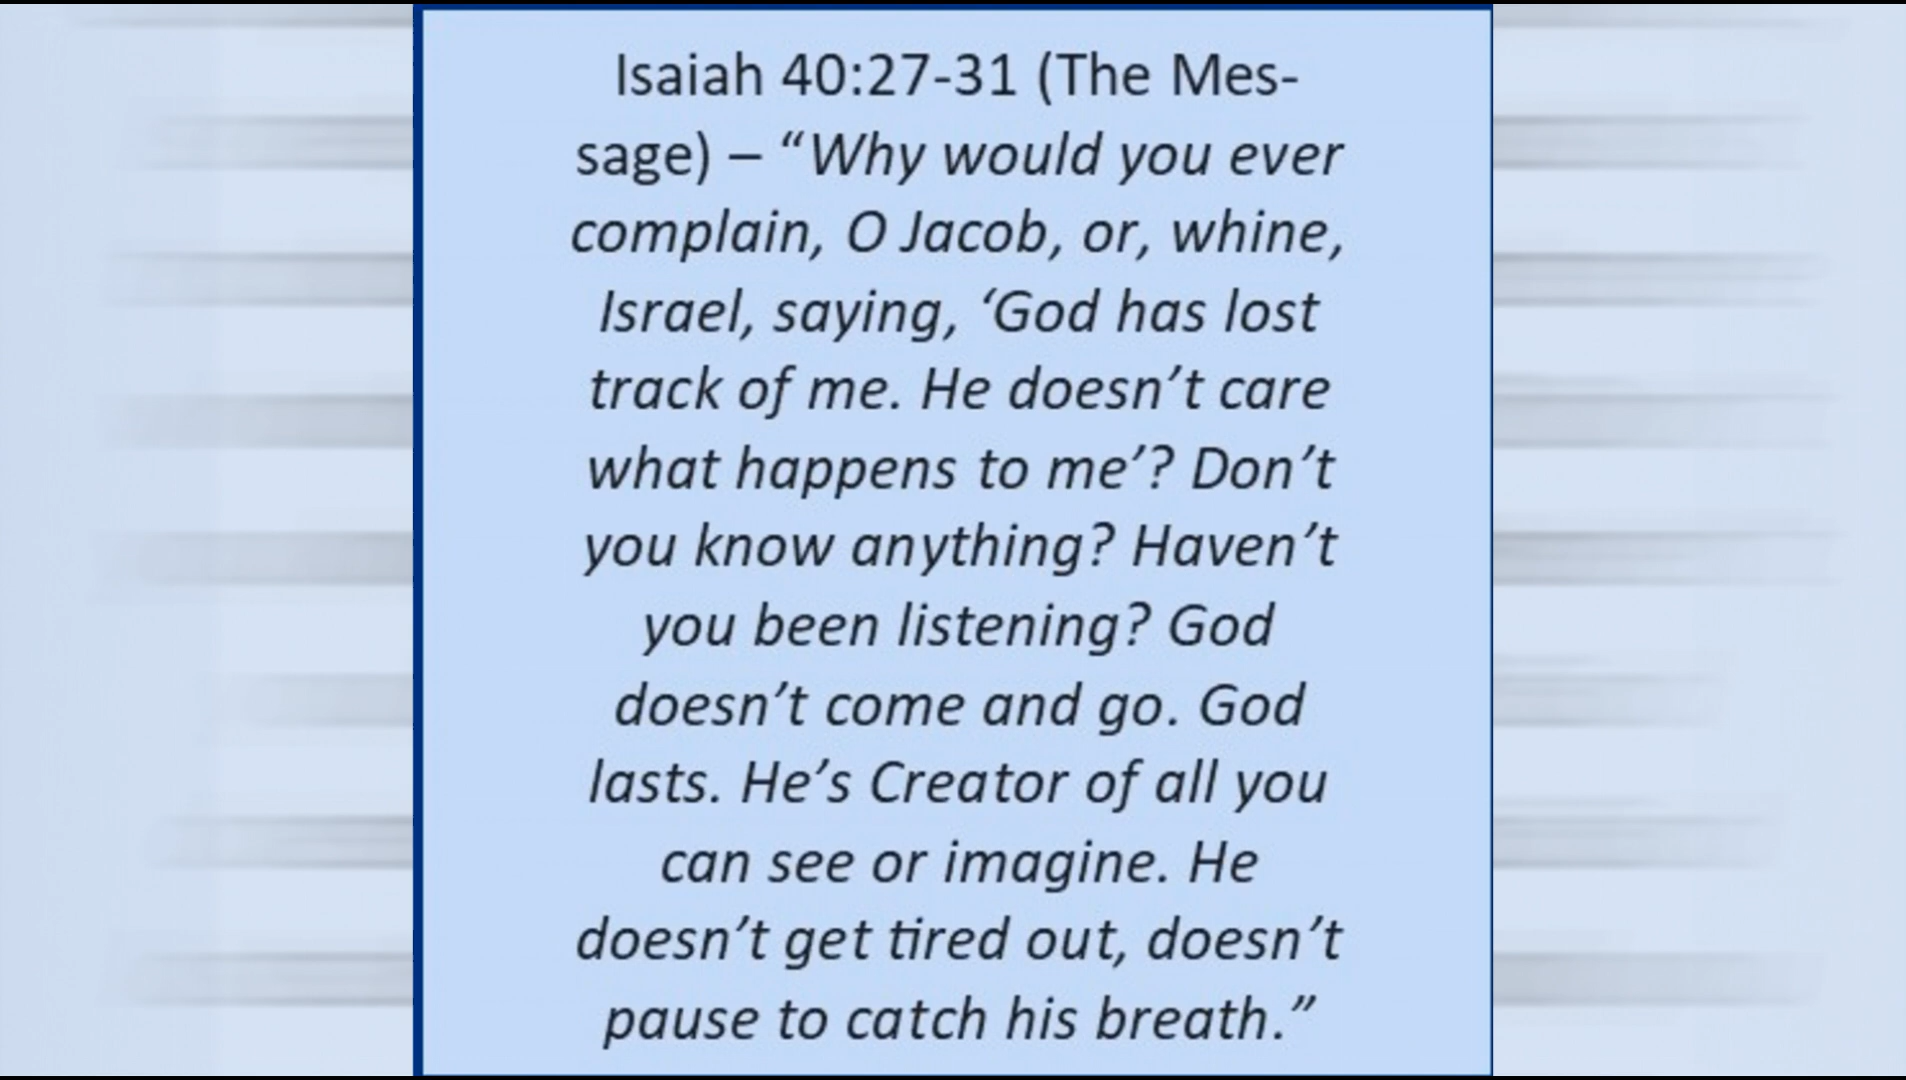 Isaiah 40:27-31 (The Mes-
sage) – “Why would you ever
complain, O Jacob, or, whine,
Israel, saying, ‘God has lost
track of me. He doesn’t care
what happens to me’? Don’t
you know anything? Haven’t
you been listening? God
doesn’t come and go. God
lasts. He’s Creator of all you
can see or imagine. He
doesn’t get tired out, doesn’t
pause to catch his breath.”